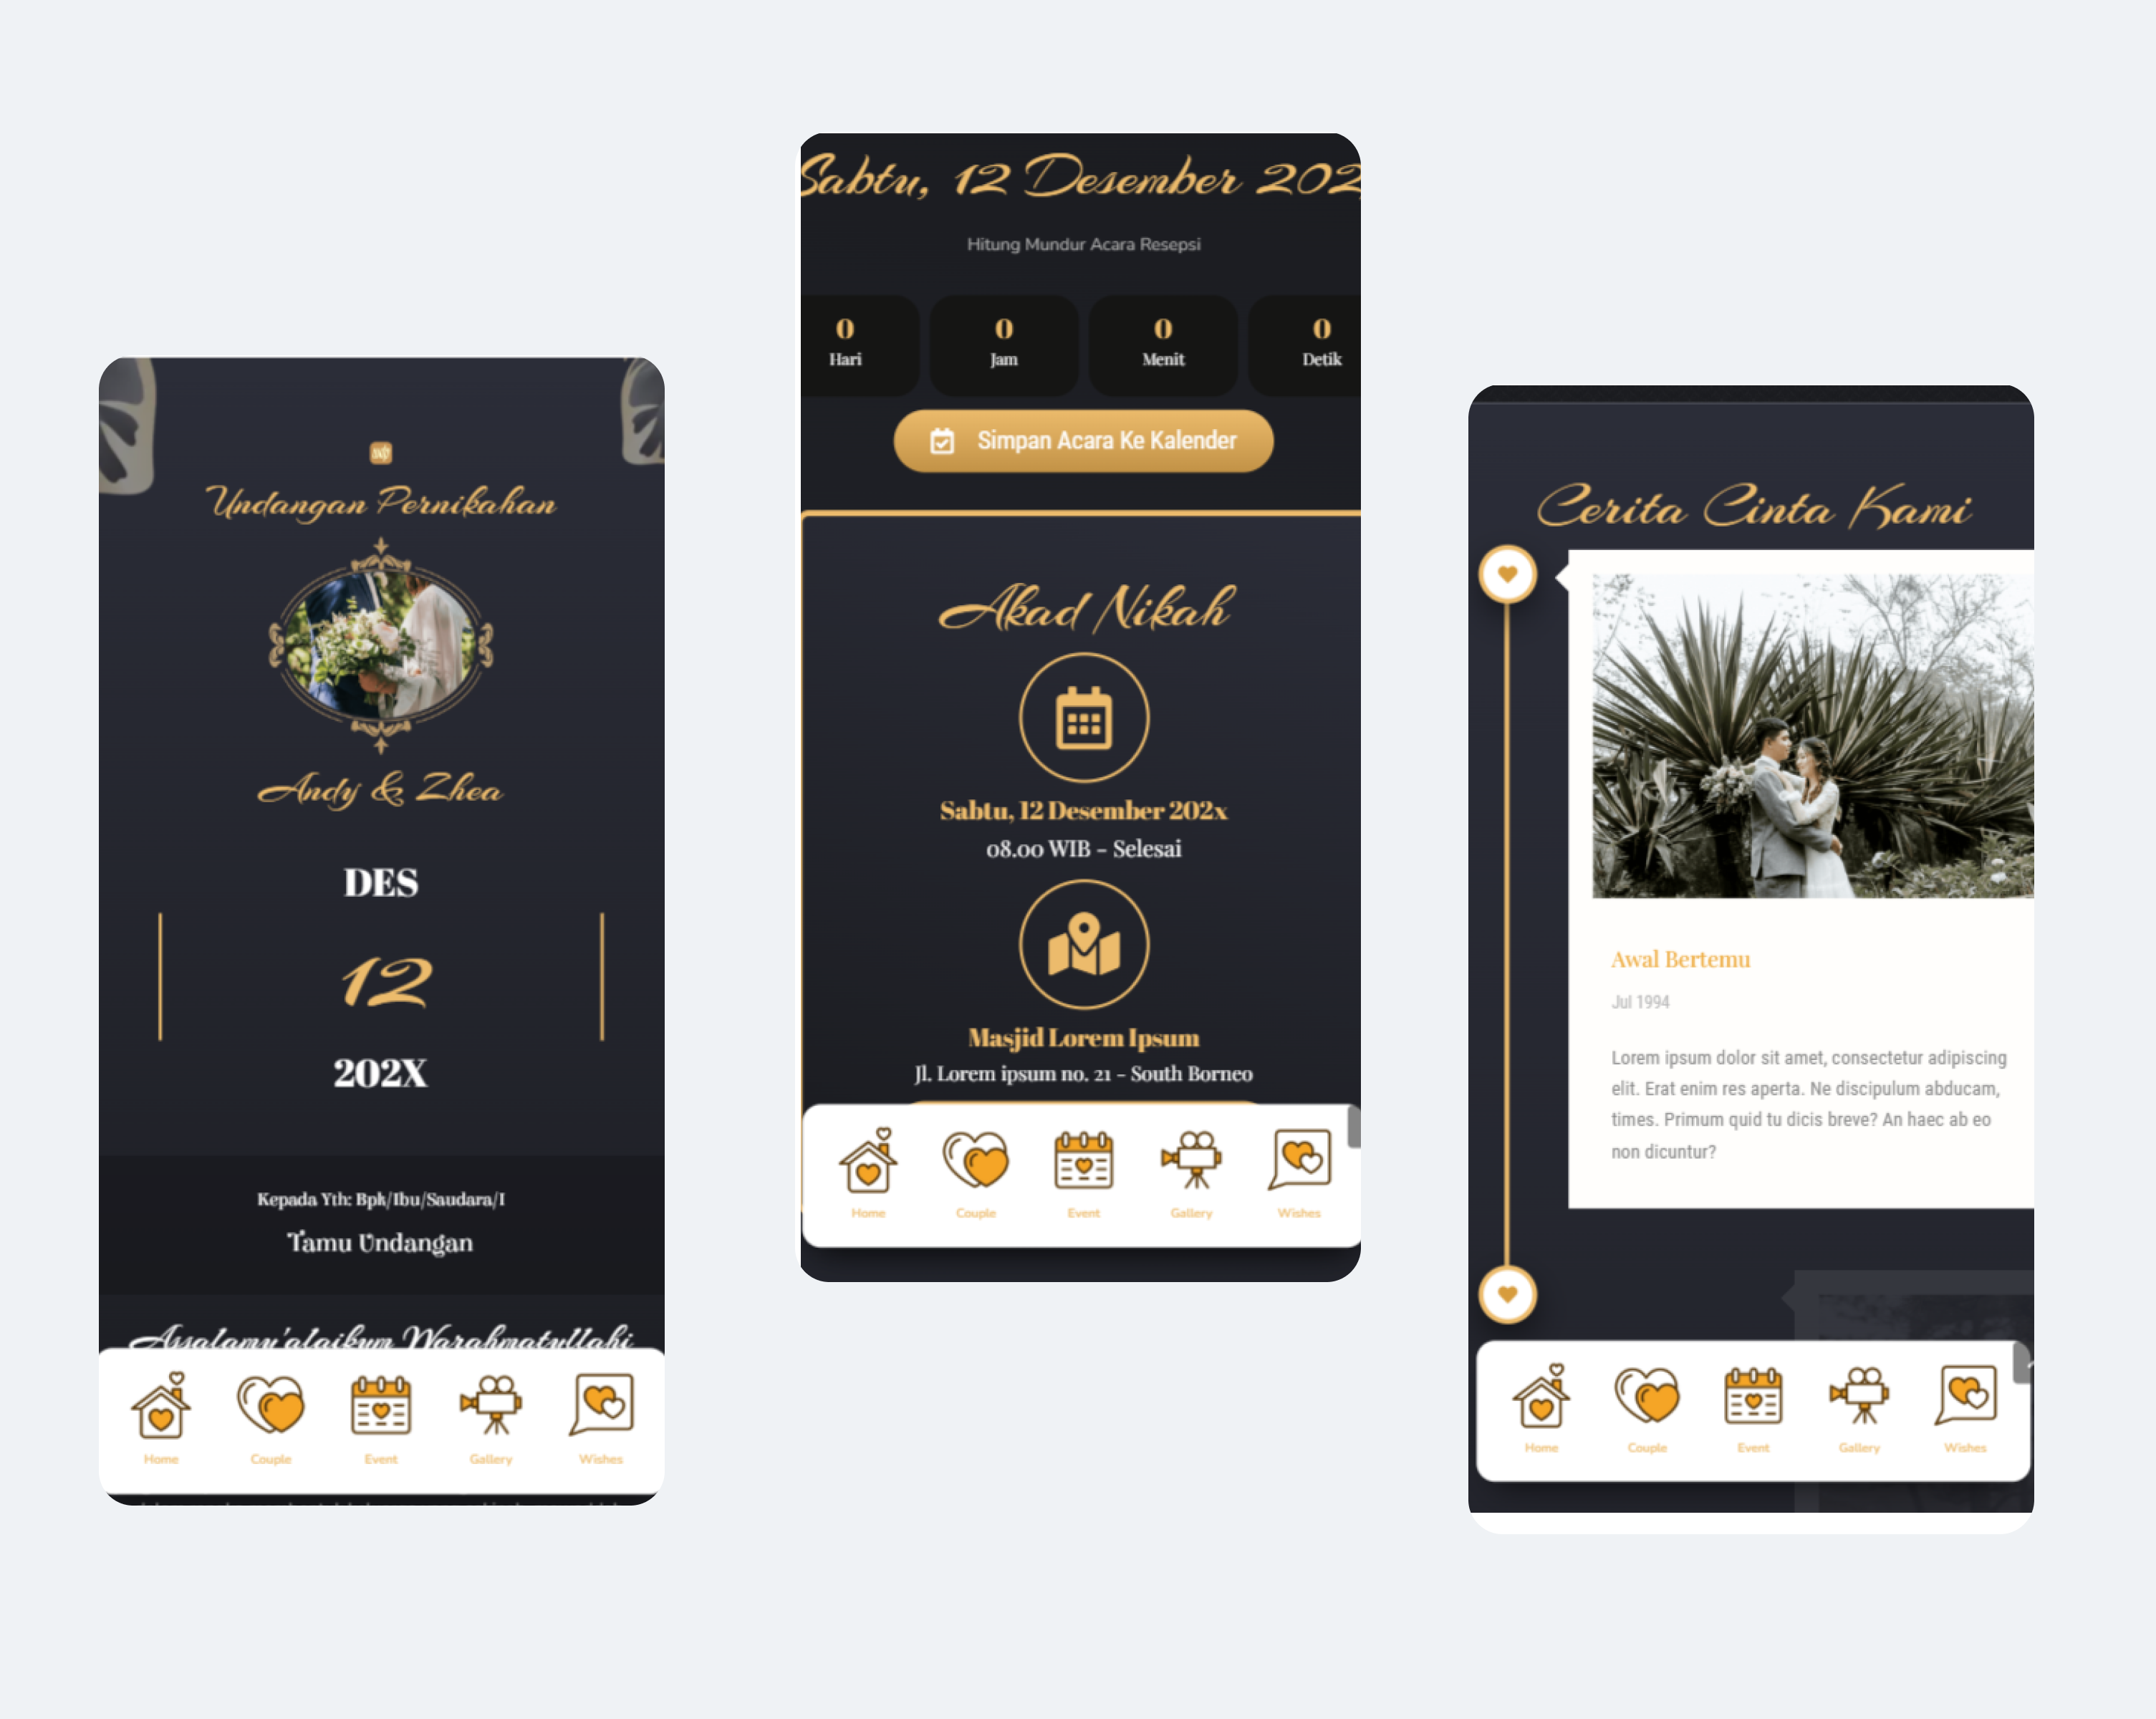 Undangan Pernikahan
Andy & Zhea
DES
12
202X
Kepada Yth: Bph/Ibu/Saudara/I
Tamu Undangan
Assalamu'alaikum Warahmatullahi
Home Couple Event Gallery Wishes
Sabtu, 12 Desember 202
Hitung Mundur Acara Resepsi
0 0 0 0
Hari Jam Menit Detik
Simpan Acara Ke Kalender
Akad Nikah
Sabtu, 12 Desember 202x
08.00 WIB - Selesai
Masjid Lorem Ipsum
Jl. Lorem ipsum no. 21 - South Borneo
Home Couple Event Gallery Wishes
Cerita Cinta Kami
Awal Bertemu
Jul 1994
Lorem ipsum dolor sit amet, consectetur adipiscing
elit. Erat enim res aperta. Ne discipulum abducam,
times. Primum quid tu dicis breve? An haec ab eo
non dicuntur?
Home Couple Event Gallery Wishes